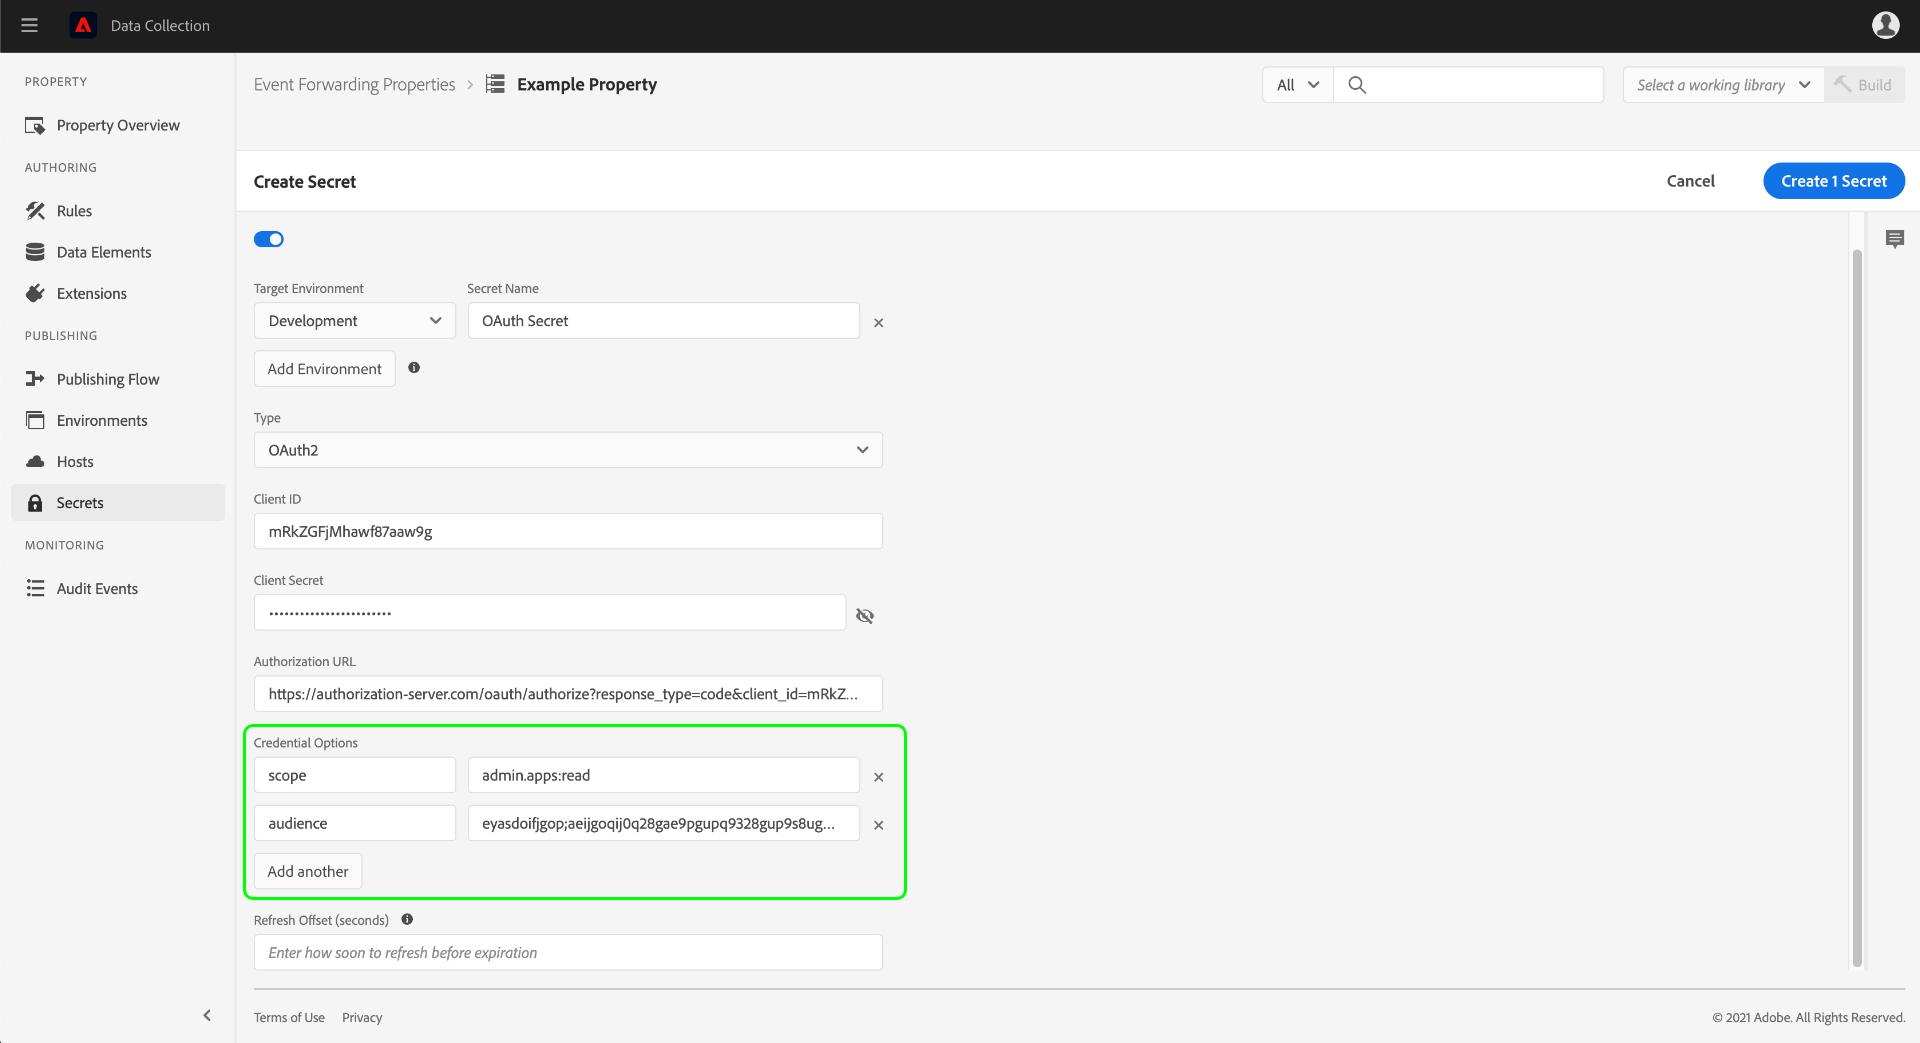 Data Collection
PROPERTY
Property Overview
AUTHORING
Rules
Data Elements
Extensions
PUBLISHING
Publishing Flow
Environments
Hosts
Secrets
MONITORING
Audit Events
Event Forwarding Properties > Example Property
All
Select a working library
Build
Create Secret
Cancel
Create 1 Secret
Target Environment
Secret Name
Development
OAuth Secret
Add Environment
Type
OAuth2
Client ID
mRkZGFjMhawf87aaw9g
Client Secret
••••••••••••••••••••••••
Authorization URL
https://authorization-server.com/oauth/authorize?response_type=code&client_id=mRkZ...
Credential Options
scope
admin.apps:read
audience
eyasdoifjgop;aeijgoqij0q28gae9pgupq9328gup9s8ug...
Add another
Refresh Offset (seconds)
Enter how soon to refresh before expiration
Terms of Use
Privacy
© 2021 Adobe. All Rights Reserved.